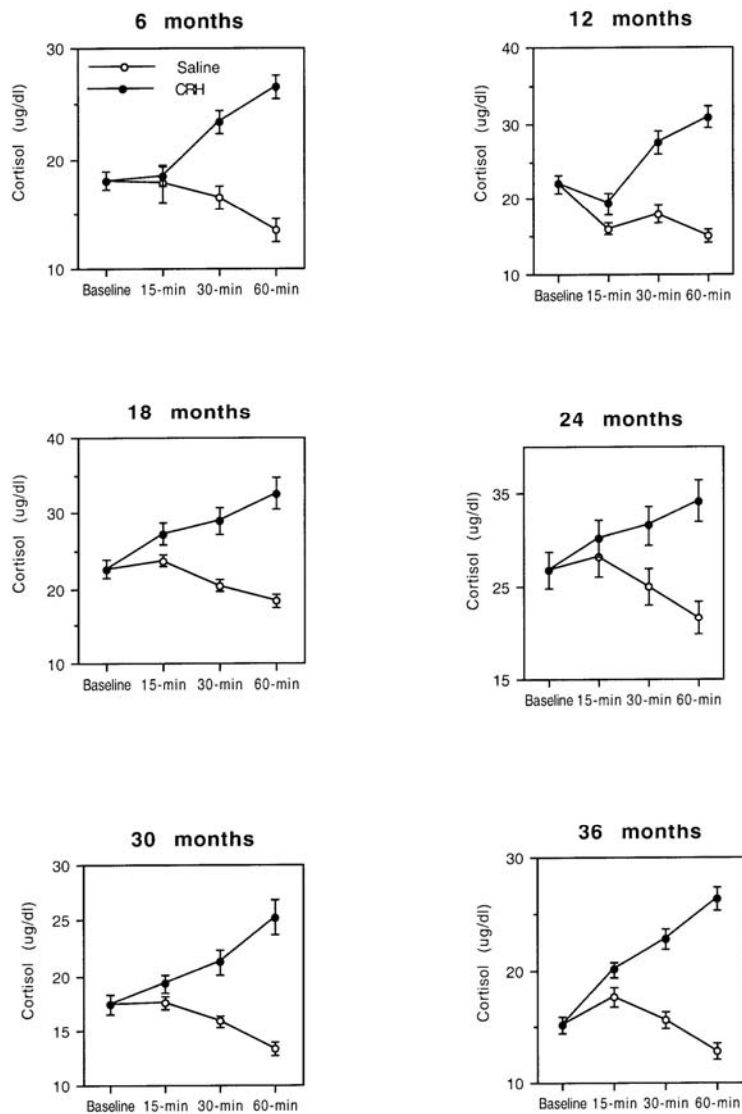 6 months
30
20
10
Cortisol (ug/dl)
Saline
CRH
Baseline 15-min 30-min 60-min
12 months
40
30
20
10
Cortisol (ug/dl)
Baseline 15-min 30-min 60-min
18 months
40
30
20
10
Cortisol (ug/dl)
Baseline 15-min 30-min 60-min
24 months
35
25
15
Cortisol (ug/dl)
Baseline 15-min 30-min 60-min
30 months
30
25
20
15
10
Cortisol (ug/dl)
Baseline 15-min 30-min 60-min
36 months
30
20
10
Cortisol (ug/dl)
Baseline 15-min 30-min 60-min